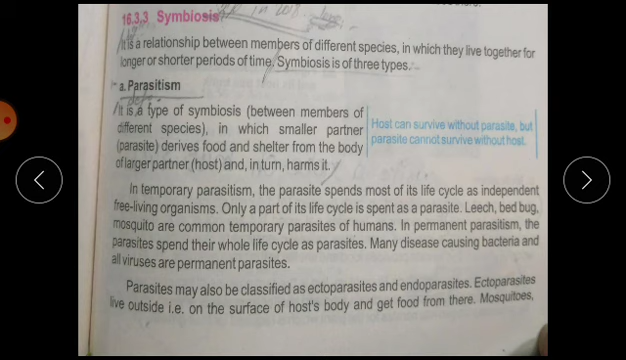 16.3.3 Symbiosis
It is a relationship between members of different species, in which they live together for
longer or shorter periods of time. Symbiosis is of three types.
a. Parasitism
It is a type of symbiosis (between members of
different species), in which smaller partner
(parasite) derives food and shelter from the body
of larger partner (host) and, in turn, harms it.
Host can survive without parasite, but
parasite cannot survive without host.
In temporary parasitism, the parasite spends most of its life cycle as independent
free-living organisms. Only a part of its life cycle is spent as a parasite. Leech, bed bug,
mosquito are common temporary parasites of humans. In permanent parasitism, the
parasites spend their whole life cycle as parasites. Many disease causing bacteria and
all viruses are permanent parasites.
Parasites may also be classified as ectoparasites and endoparasites. Ectoparasites
live outside i.e. on the surface of host's body and get food from there. Mosquitoes,